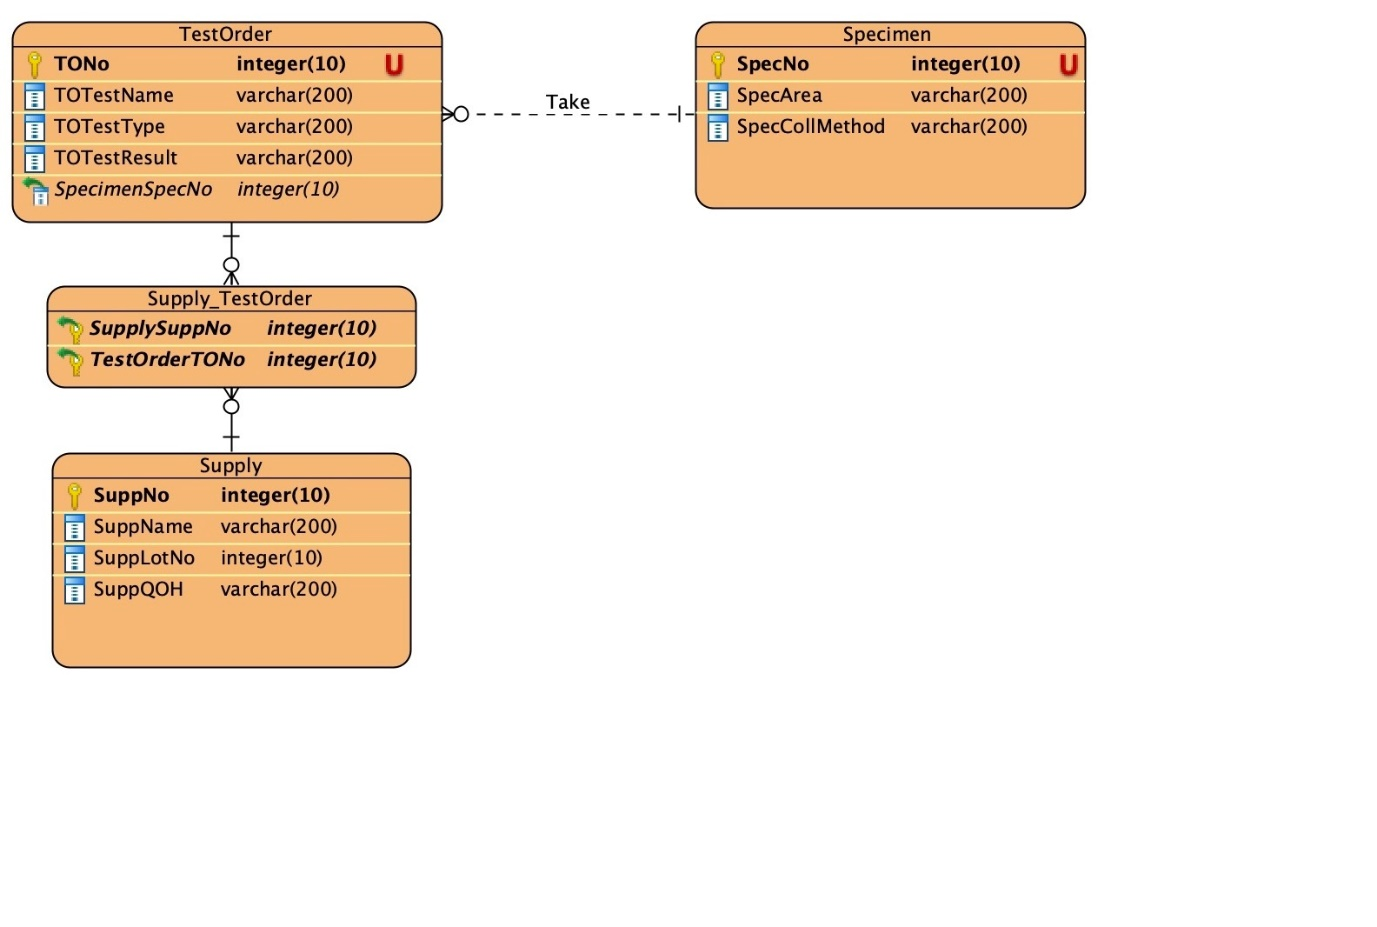 TestOrder
TONo integer(10) U
TOTestName varchar(200)
TOTestType varchar(200)
TOTestResult varchar(200)
SpecimenSpecNo integer(10)
Take
Specimen
SpecNo integer(10) U
SpecArea varchar(200)
SpecCollMethod varchar(200)
Supply_TestOrder
SupplySuppNo integer(10)
TestOrderTONo integer(10)
Supply
SuppNo integer(10)
SuppName varchar(200)
SuppLotNo integer(10)
SuppQOH varchar(200)